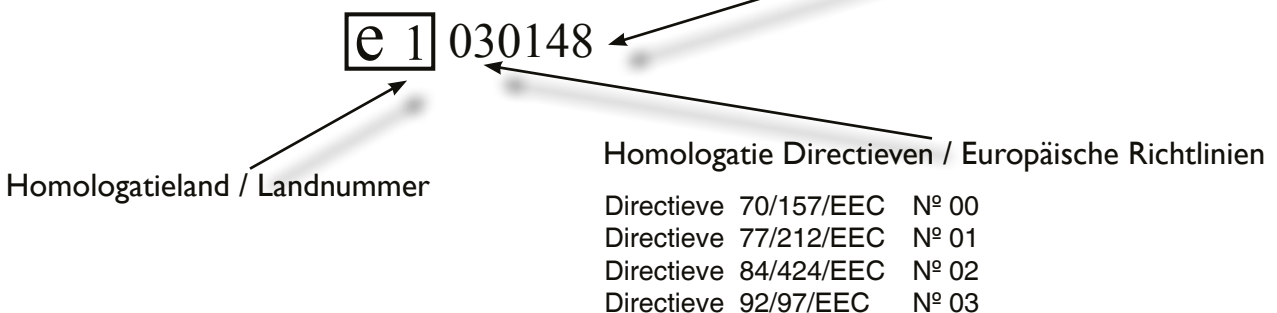 e 1 030148
Homologatie Directieven / Europäische Richtlinien
Homologatieland / Landnummer
Directieve 70/157/EEC Nº 00
Directieve 77/212/EEC Nº 01
Directieve 84/424/EEC Nº 02
Directieve 92/97/EEC Nº 03